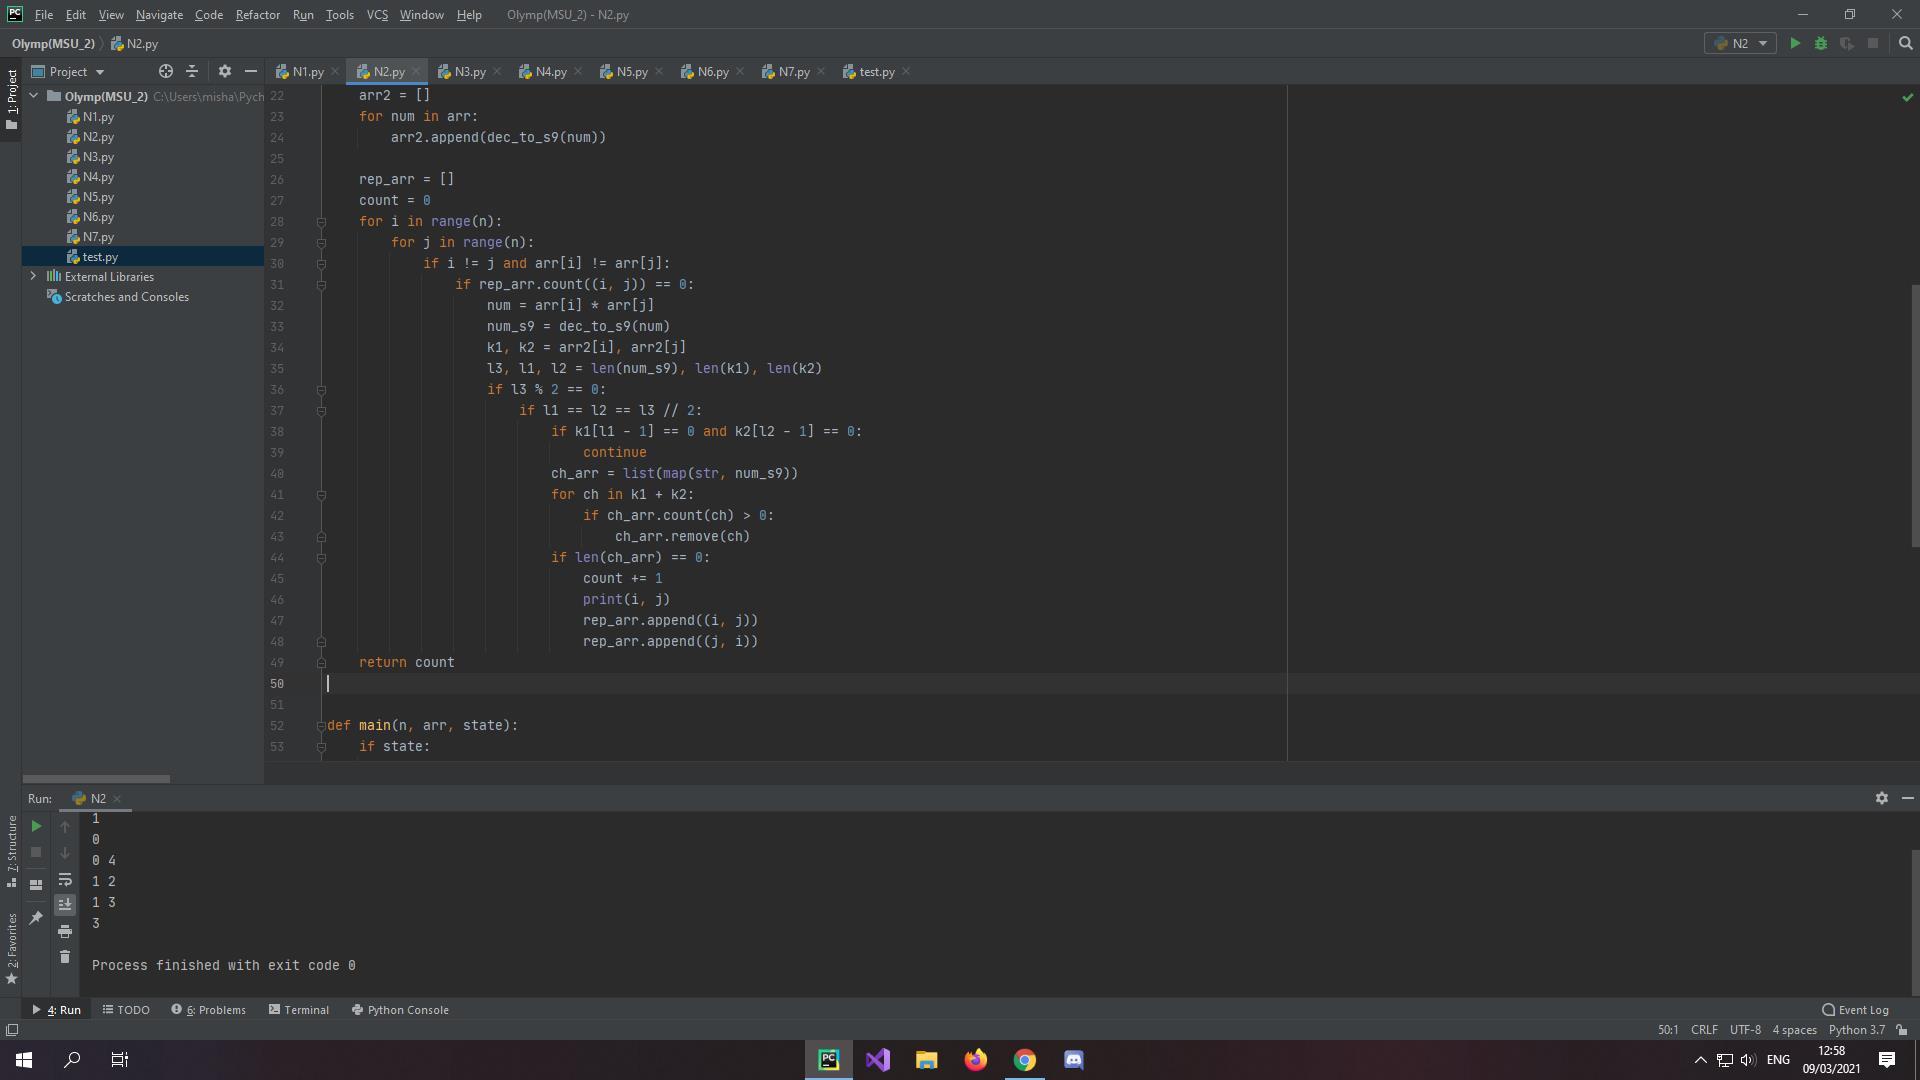 PC File Edit View Navigate Code Refactor Run Tools VCS Window Help Olymp(MSU_2) - N2.py
Olymp(MSU_2) N2.py N2
1: Project
Project N1.py N2.py N3.py N4.py N5.py N6.py N7.py test.py
Olymp(MSU_2) C:\Users\misha\Pych
N1.py
N2.py
N3.py
N4.py
N5.py
N6.py
N7.py
test.py
External Libraries
Scratches and Consoles
22 arr2 = []
23 for num in arr:
24 arr2.append(dec_to_s9(num))
25
26 rep_arr = []
27 count = 0
28 for i in range(n):
29 for j in range(n):
30 if i != j and arr[i] != arr[j]:
31 if rep_arr.count((i, j)) == 0:
32 num = arr[i] * arr[j]
33 num_s9 = dec_to_s9(num)
34 k1, k2 = arr2[i], arr2[j]
35 l3, l1, l2 = len(num_s9), len(k1), len(k2)
36 if l3 % 2 == 0:
37 if l1 == l2 == l3 // 2:
38 if k1[l1 - 1] == 0 and k2[l2 - 1] == 0:
39 continue
40 ch_arr = list(map(str, num_s9))
41 for ch in k1 + k2:
42 if ch_arr.count(ch) > 0:
43 ch_arr.remove(ch)
44 if len(ch_arr) == 0:
45 count += 1
46 print(i, j)
47 rep_arr.append((i, j))
48 rep_arr.append((j, i))
49 return count
50
51
52 def main(n, arr, state):
53 if state:
Run: N2
1
0
0 4
1 2
1 3
3
Process finished with exit code 0
7: Structure
2: Favorites
4: Run TODO 6: Problems Terminal Python Console Event Log
50:1 CRLF UTF-8 4 spaces Python 3.7
PC ENG 12:58
09/03/2021